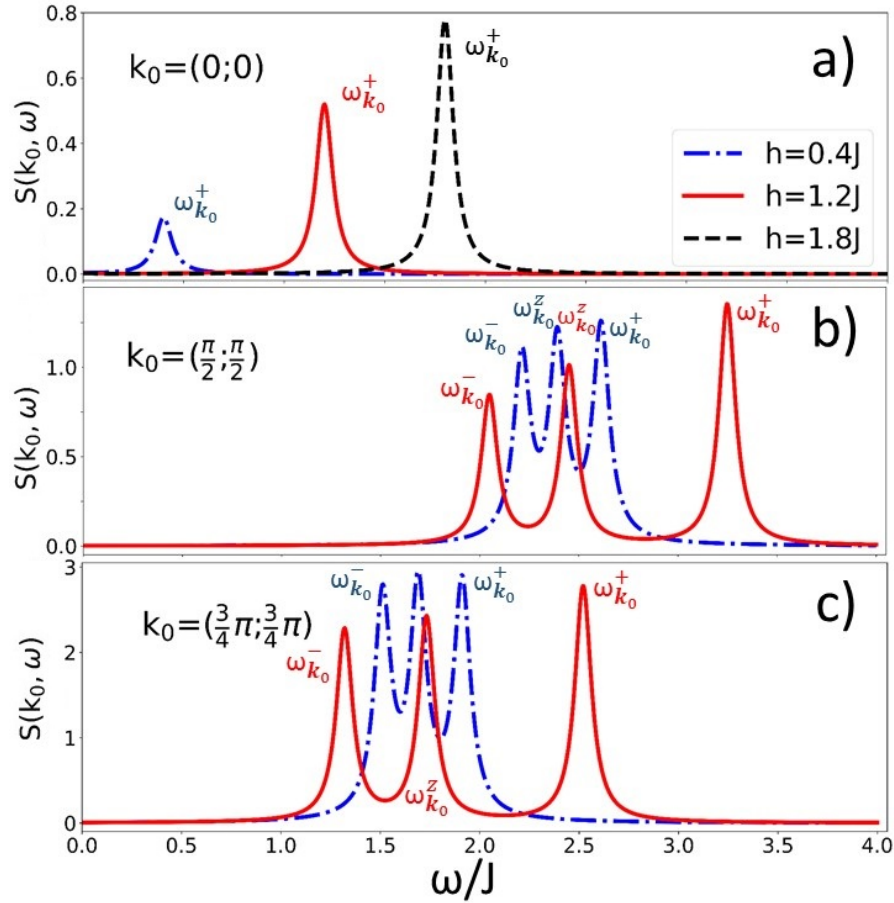 0.8
0.6
0.4
0.2
0.0
S(k₀, ω)
k₀=(0;0)
ω⁺ₖ₀
ω⁺ₖ₀
ω⁺ₖ₀
a)
h=0.4J
h=1.2J
h=1.8J
1.0
0.5
0.0
S(k₀, ω)
k₀=(π/2;π/2)
ω⁻ₖ₀
ω⁻ₖ₀
ωᶻₖ₀
ωᶻₖ₀
ω⁺ₖ₀
ω⁺ₖ₀
b)
3
2
1
0
S(k₀, ω)
k₀=(3/4π;3/4π)
ω⁻ₖ₀
ω⁻ₖ₀
ωᶻₖ₀
ω⁺ₖ₀
ω⁺ₖ₀
c)
0.0 0.5 1.0 1.5 2.0 2.5 3.0 3.5 4.0
ω/J